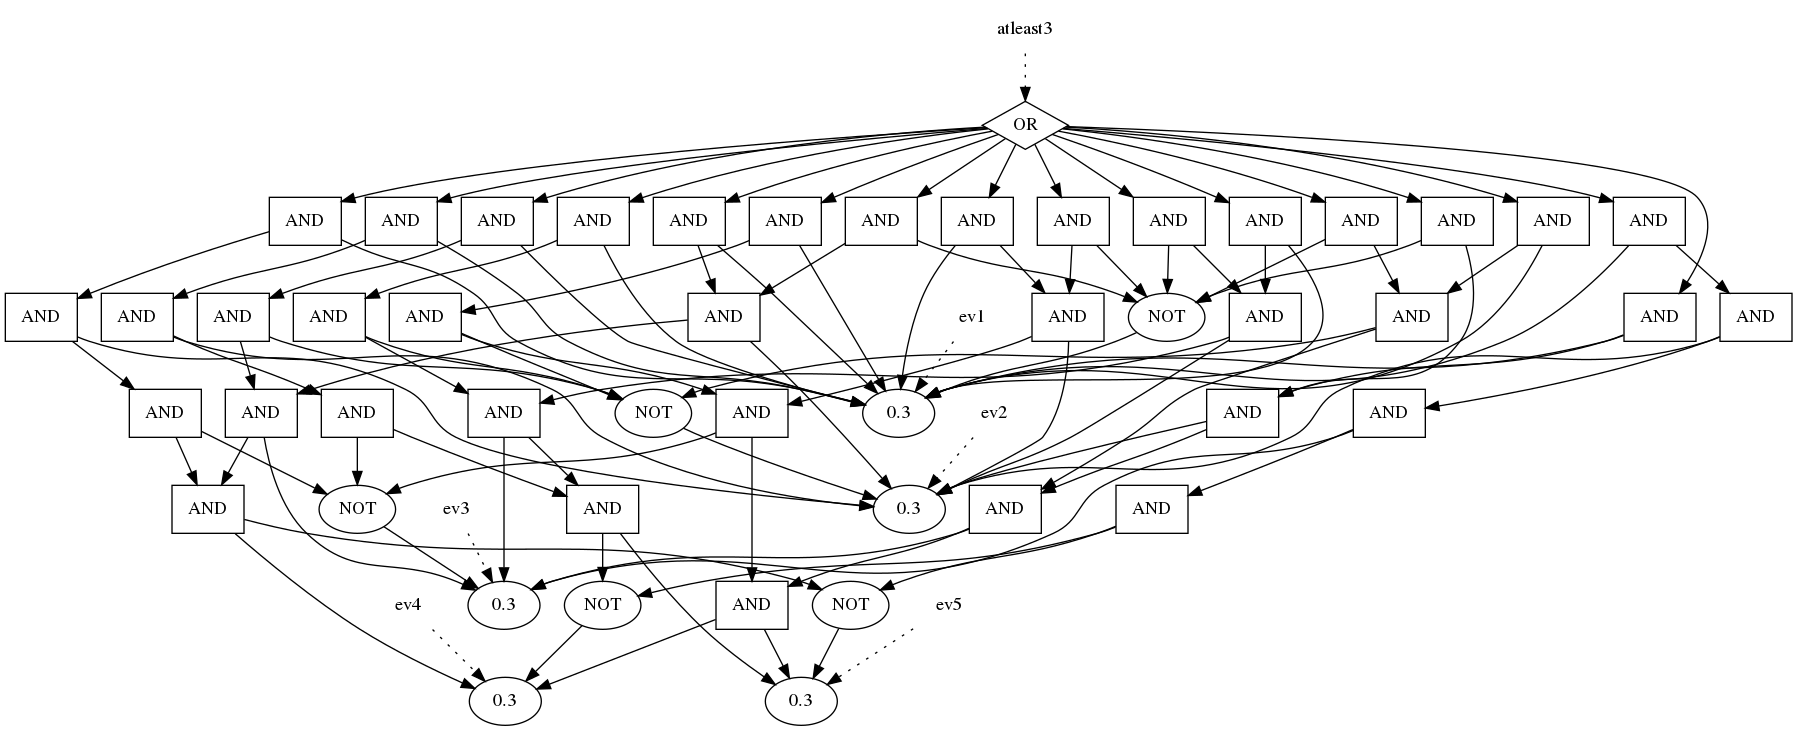 atleast3
OR
AND AND AND AND AND AND AND AND AND AND AND AND AND AND AND
AND AND AND AND AND AND ev1 AND NOT AND AND AND AND
AND AND AND AND NOT AND 0.3 ev2 AND AND
AND NOT ev3 AND 0.3 AND AND
ev4 0.3 NOT AND NOT ev5
0.3 0.3